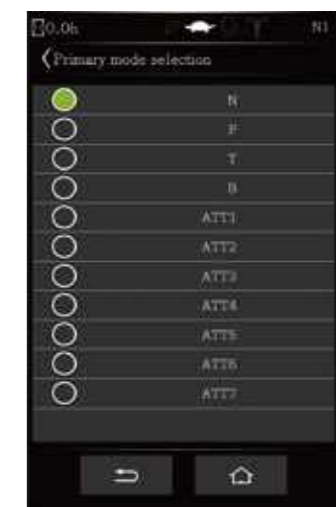 0.0h N1
Primary mode selection
N
P
T
B
ATT1
ATT2
ATT3
ATT4
ATT5
ATT6
ATT7